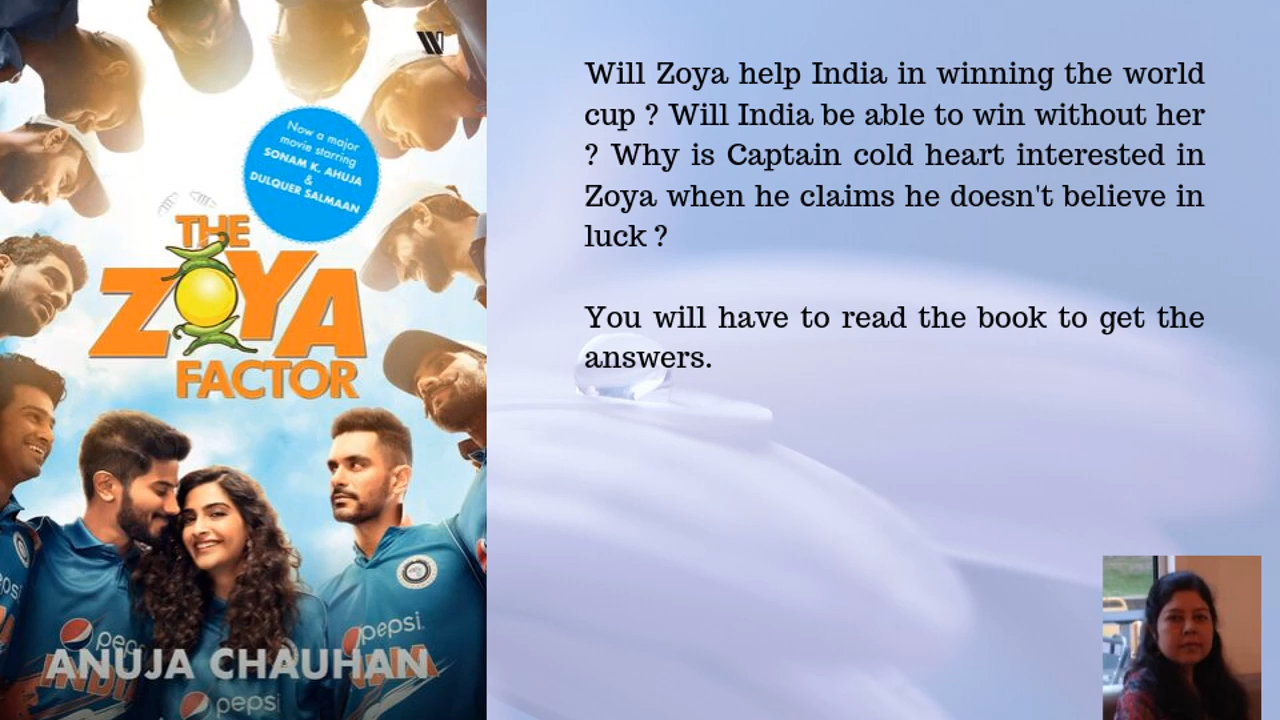 Now a major
movie starring
SONAM K. AHUJA
&
DULQUER SALMAAN
THE
ZOYA
FACTOR
pepsi
pepsi
ANUJA CHAUHAN
pepsi
Will Zoya help India in winning the world
cup ? Will India be able to win without her
? Why is Captain cold heart interested in
Zoya when he claims he doesn't believe in
luck ?
You will have to read the book to get the
answers.